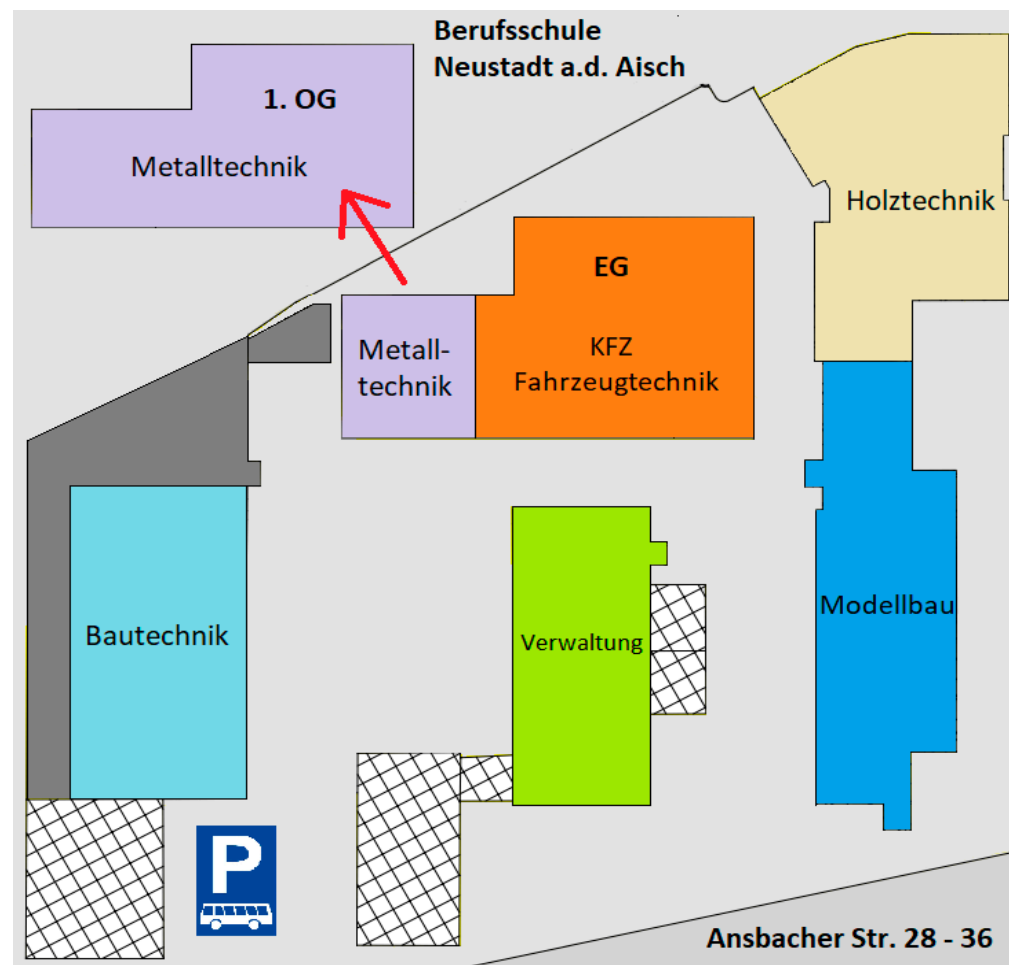 Berufsschule
Neustadt a.d. Aisch
1. OG
Metalltechnik
Holztechnik
EG
Metall-
technik
KFZ
Fahrzeugtechnik
Bautechnik
Verwaltung
Modellbau
P
Ansbacher Str. 28 - 36